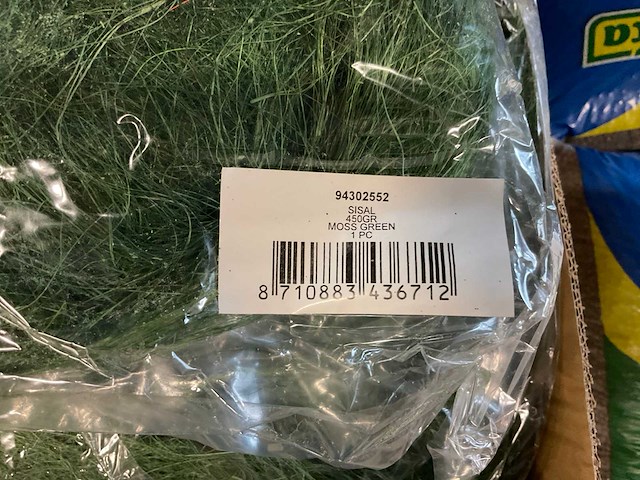 94302552
SISAL
450GR
MOSS GREEN
1 PC
8 710883 436712